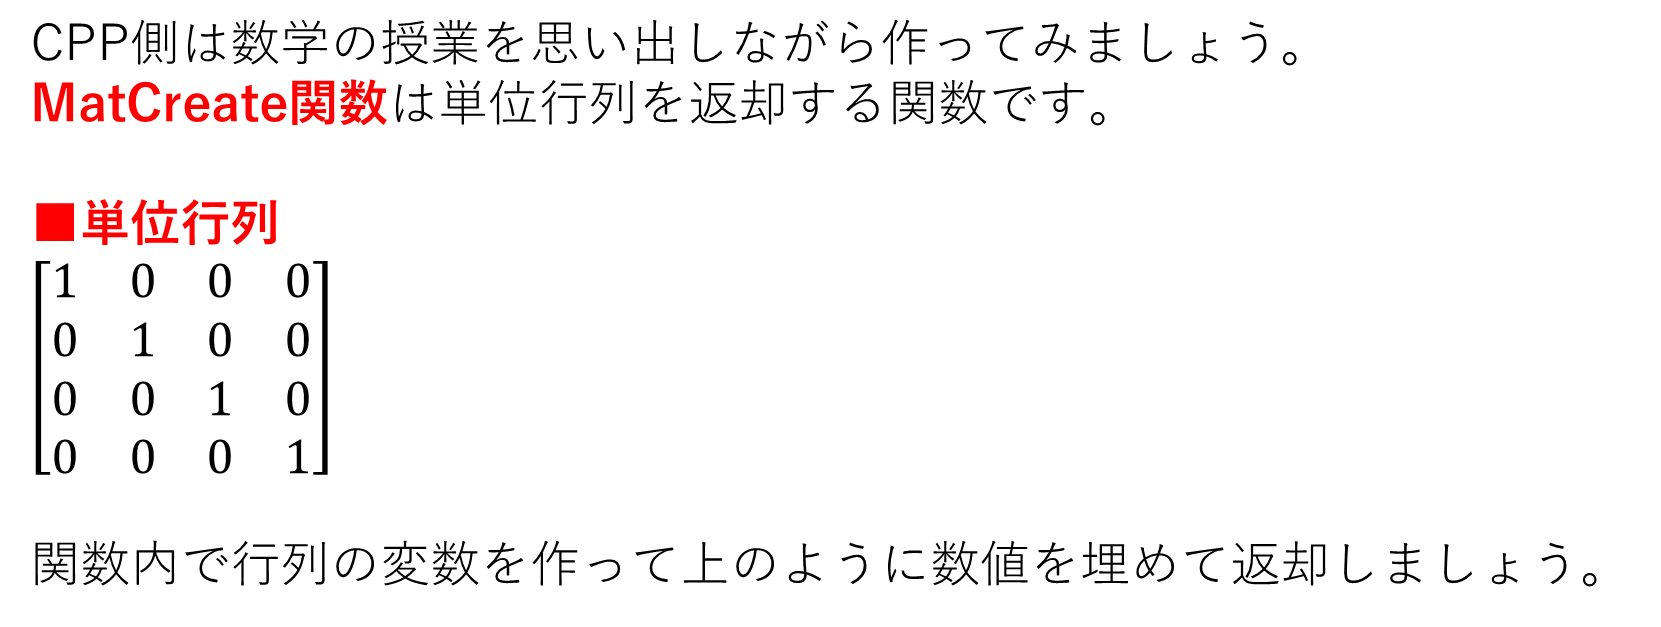 CPP側は数学の授業を思い出しながら作ってみましょう。
MatCreate関数は単位行列を返却する関数です。
■単位行列
1 0 0 0
0 1 0 0
0 0 1 0
0 0 0 1
関数内で行列の変数を作って上のように数値を埋めて返却しましょう。